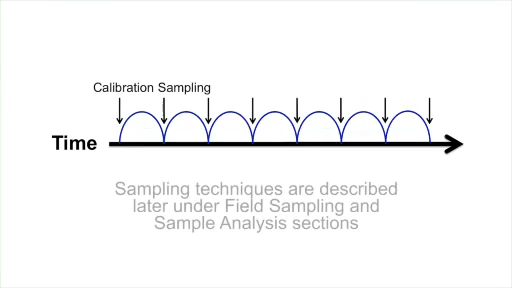 Calibration Sampling
Time
Sampling techniques are described
later under Field Sampling and
Sample Analysis sections